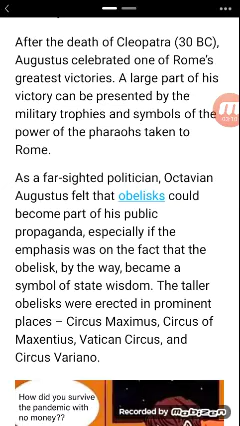 After the death of Cleopatra (30 BC),
Augustus celebrated one of Rome's
greatest victories. A large part of his
victory can be presented by the
military trophies and symbols of the
power of the pharaohs taken to
Rome.
As a far-sighted politician, Octavian
Augustus felt that obelisks could
become part of his public
propaganda, especially if the
emphasis was on the fact that the
obelisk, by the way, became a
symbol of state wisdom. The taller
obelisks were erected in prominent
places – Circus Maximus, Circus of
Maxentius, Vatican Circus, and
Circus Variano.
How did you survive
the pandemic with
no money??
Recorded by Mobizen